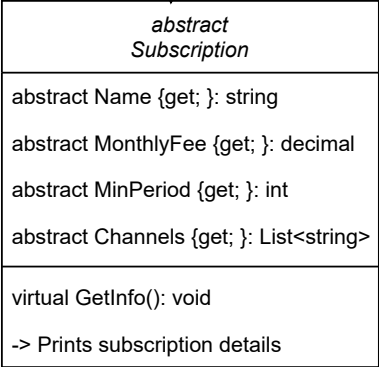 abstract
Subscription
abstract Name {get; }: string
abstract MonthlyFee {get; }: decimal
abstract MinPeriod {get; }: int
abstract Channels {get; }: List<string>
virtual GetInfo(): void
-> Prints subscription details